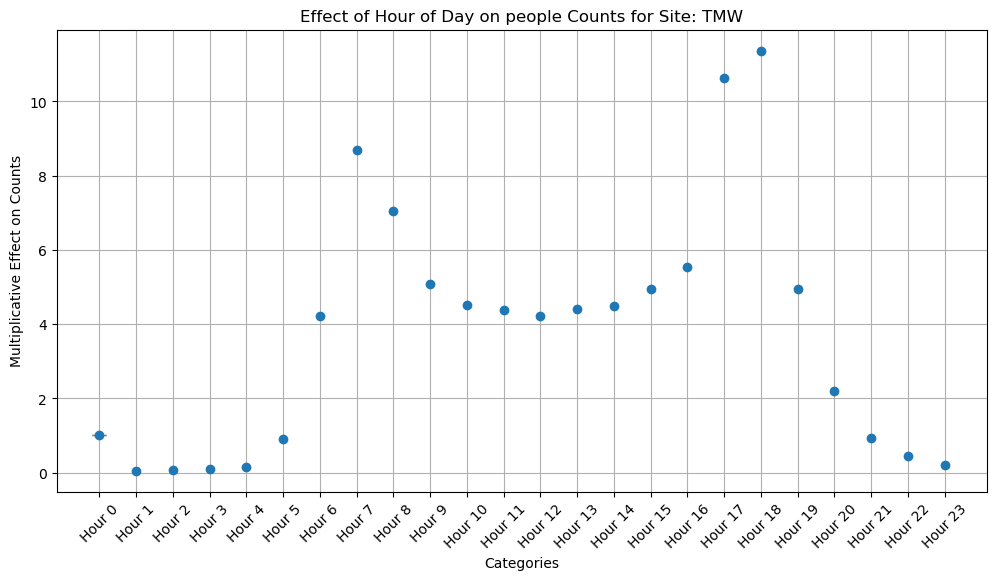 Effect of Hour of Day on people Counts for Site: TMW
Multiplicative Effect on Counts
10
8
6
4
2
0
Hour 0
Hour 1
Hour 2
Hour 3
Hour 4
Hour 5
Hour 6
Hour 7
Hour 8
Hour 9
Hour 10
Hour 11
Hour 12
Hour 13
Hour 14
Hour 15
Hour 16
Hour 17
Hour 18
Hour 19
Hour 20
Hour 21
Hour 22
Hour 23
Categories